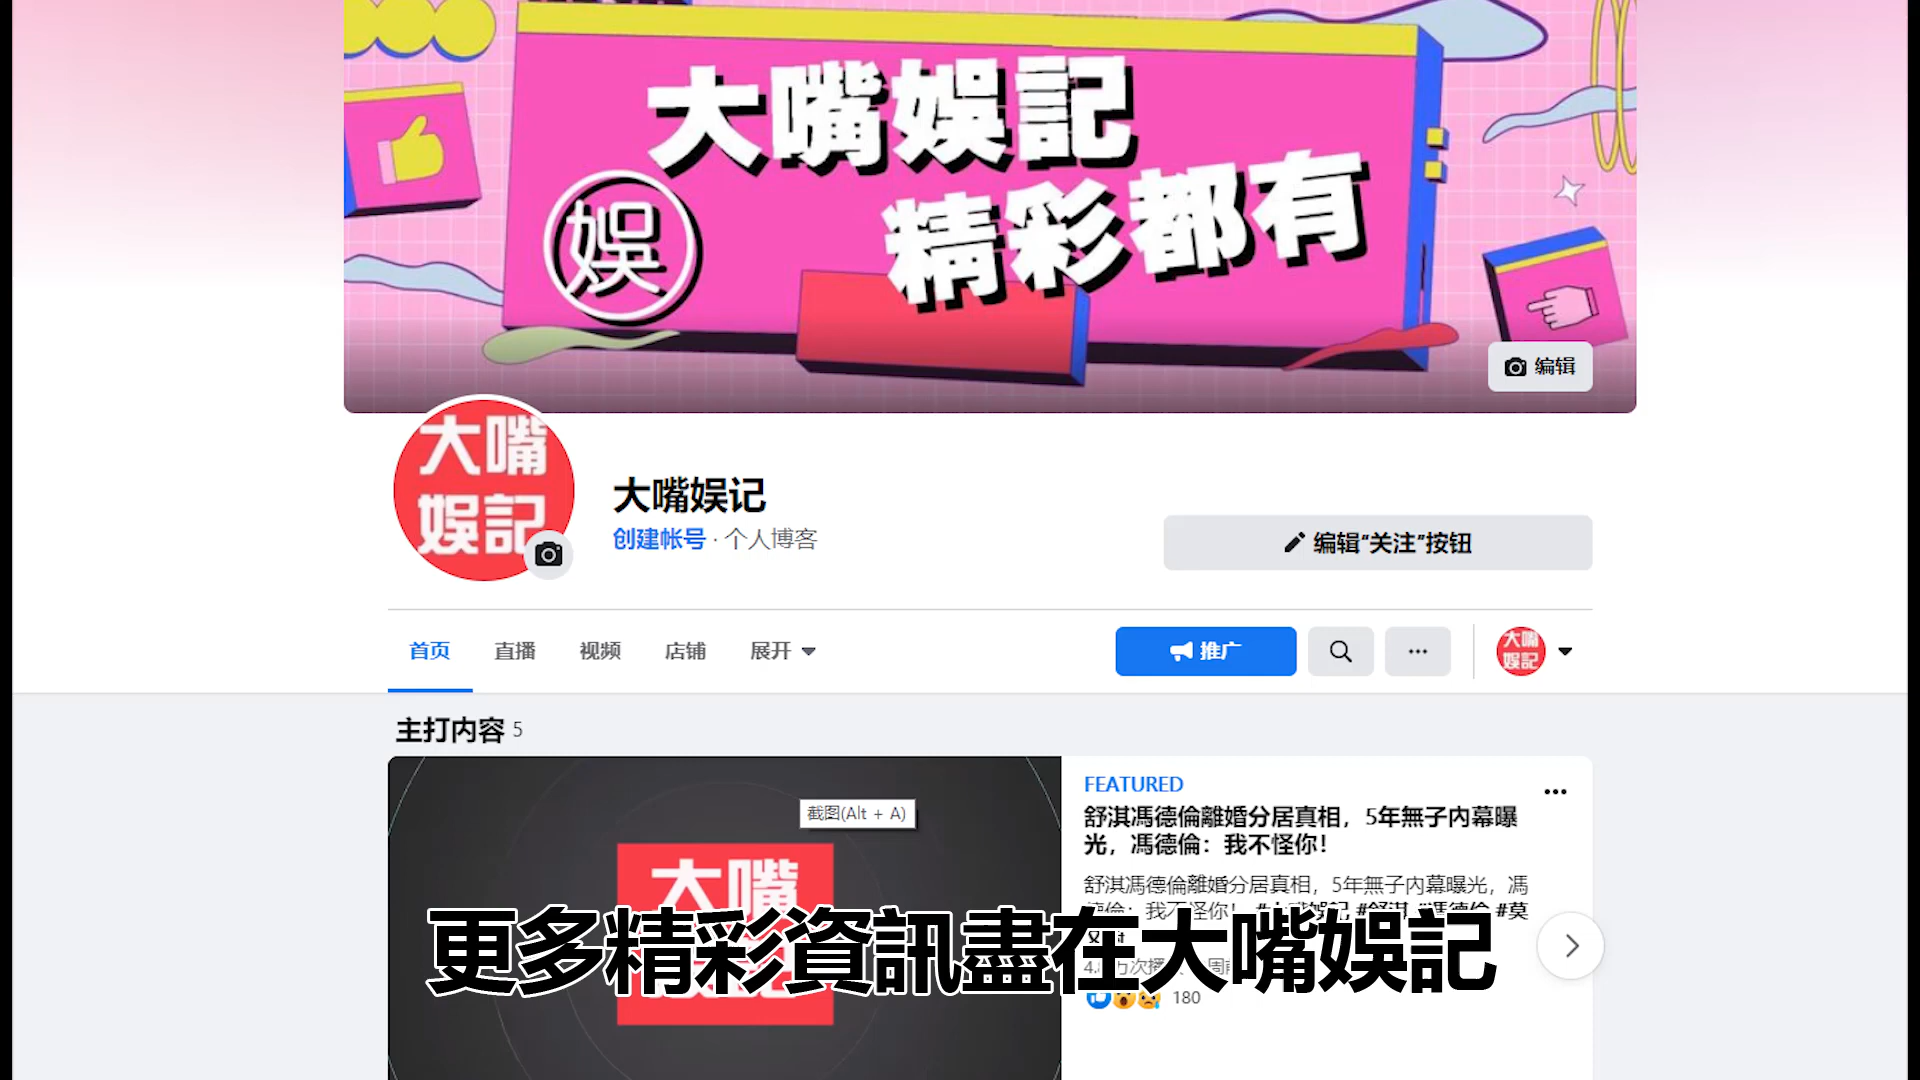 大嘴娛記
精彩都有
娛
编辑
大嘴
娛記
大嘴娱记
创建帐号 · 个人博客
编辑“关注”按钮
首页
直播
视频
店铺
展开
推广
大嘴
娛記
主打内容 5
截图(Alt + A)
FEATURED
舒淇馮德倫離婚分居真相，5年無子內幕曝
光，馮德倫：我不怪你！
舒淇馮德倫離婚分居真相，5年無子內幕曝光，馮
大嘴
更多精彩資訊盡在大嘴娛記
180